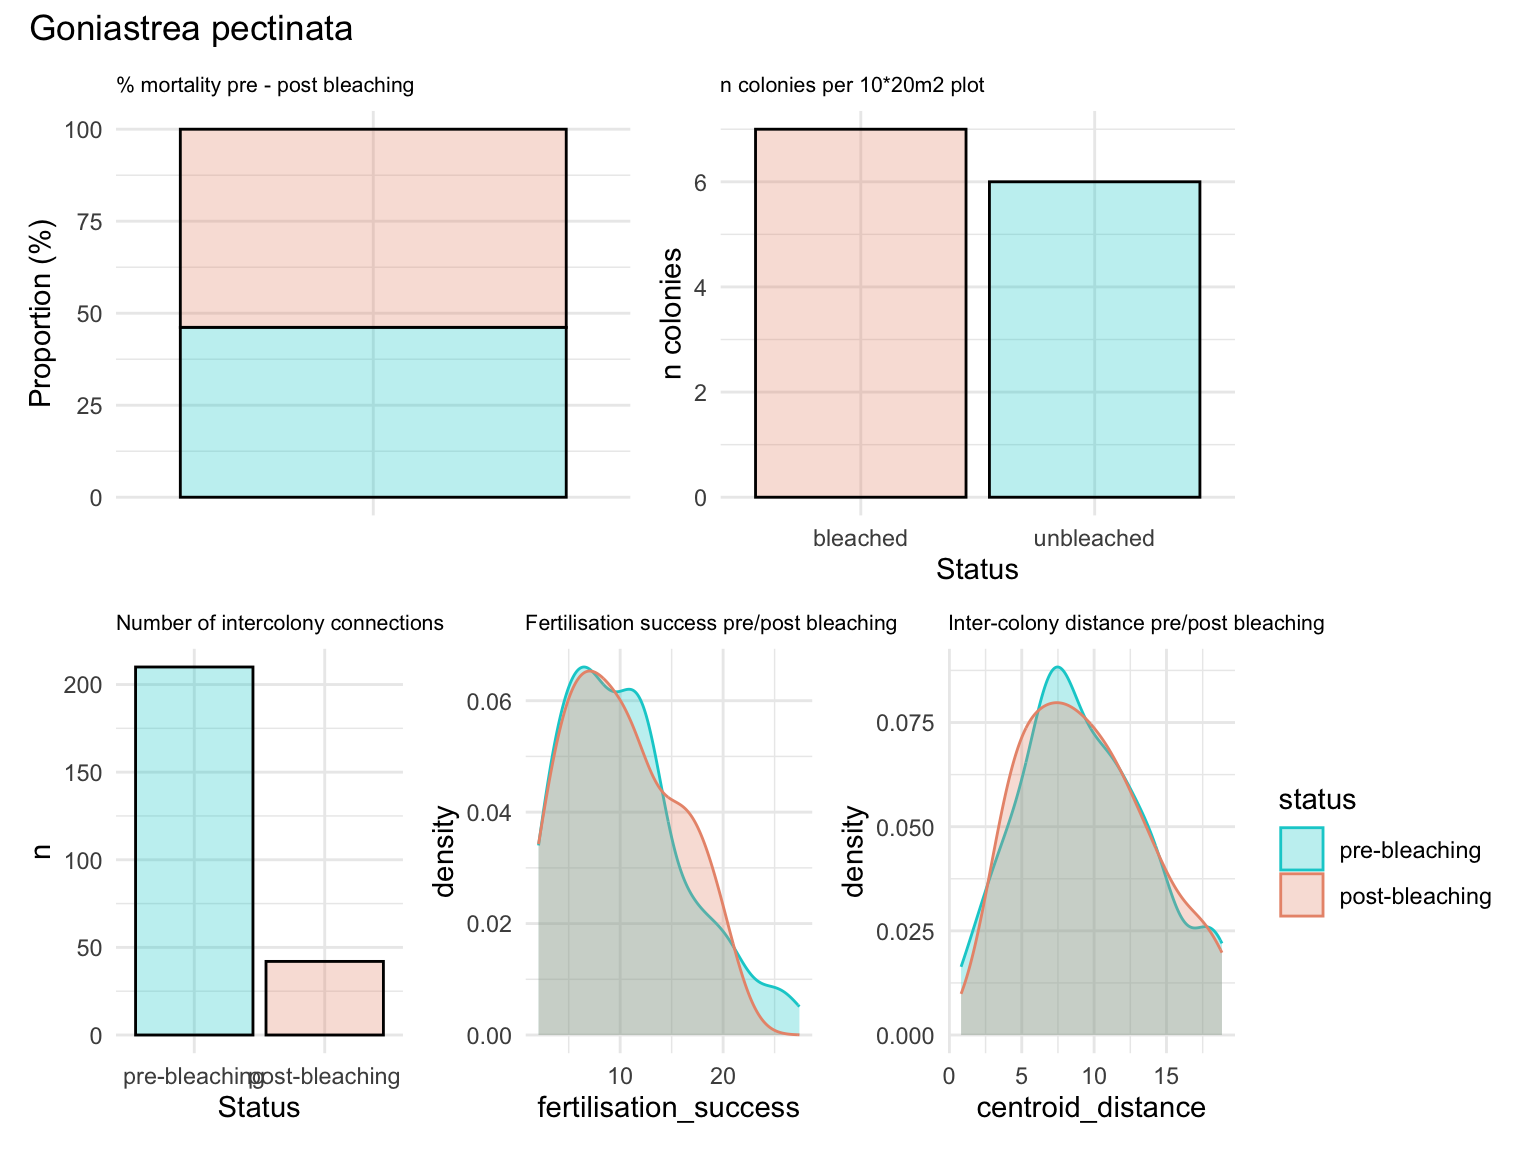 Goniastrea pectinata
% mortality pre - post bleaching
100
75
50
25
0
Proportion (%)
n colonies per 10*20m2 plot
6
4
2
0
n colonies
bleached unbleached
Status
Number of intercolony connections
200
150
100
50
0
n
pre-bleaching post-bleaching
Status
Fertilisation success pre/post bleaching
0.06
0.04
0.02
0.00
density
10 20
fertilisation_success
Inter-colony distance pre/post bleaching
0.075
0.050
0.025
0.000
density
0 5 10 15
centroid_distance
status
pre-bleaching
post-bleaching